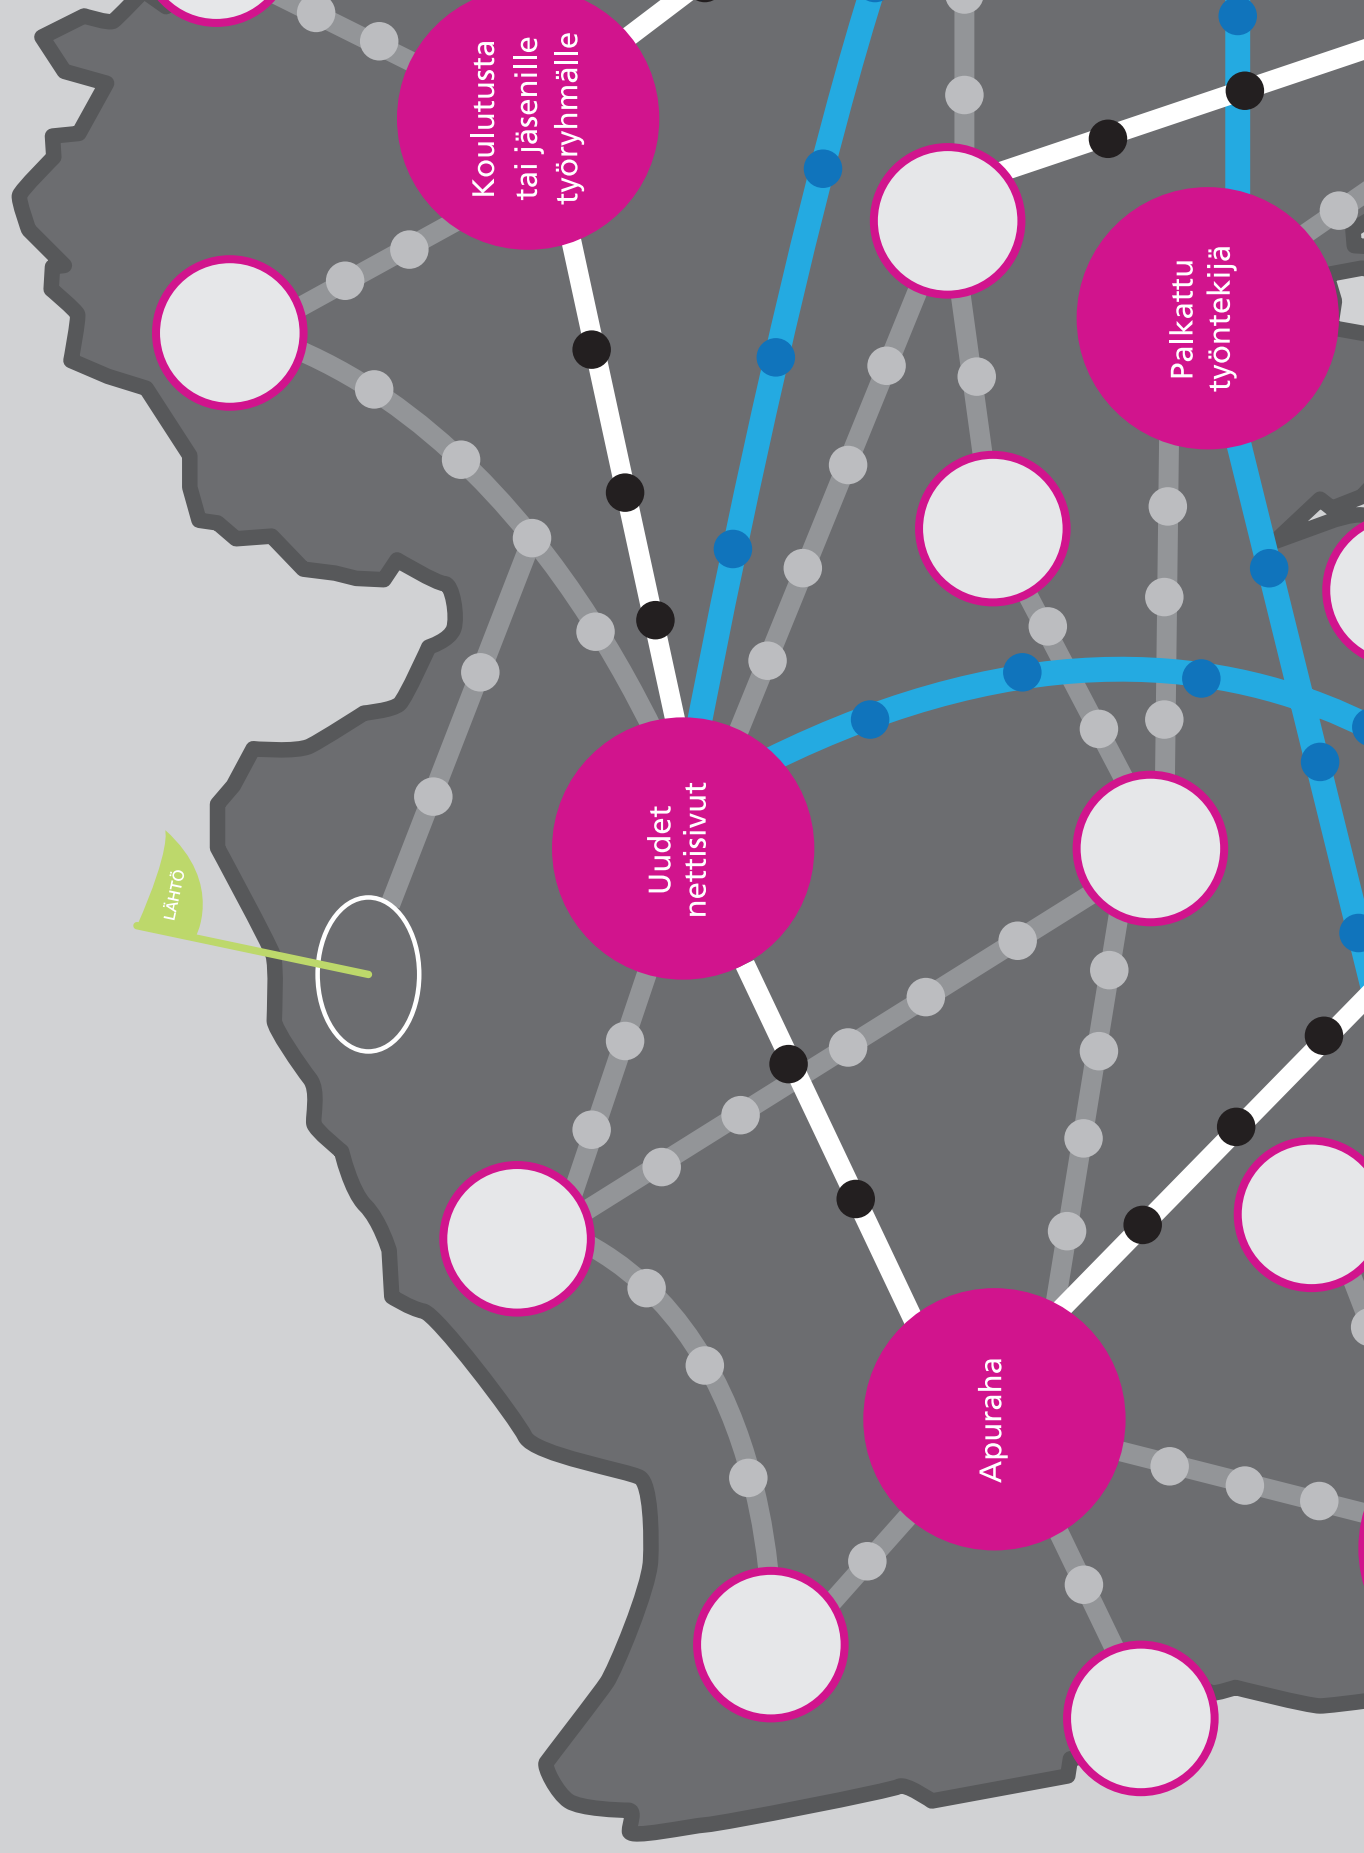 Koulutusta
tai jäsenille
työryhmälle
Palkattu
työntekijä
Uudet
nettisivut
LÄHTÖ
Apuraha